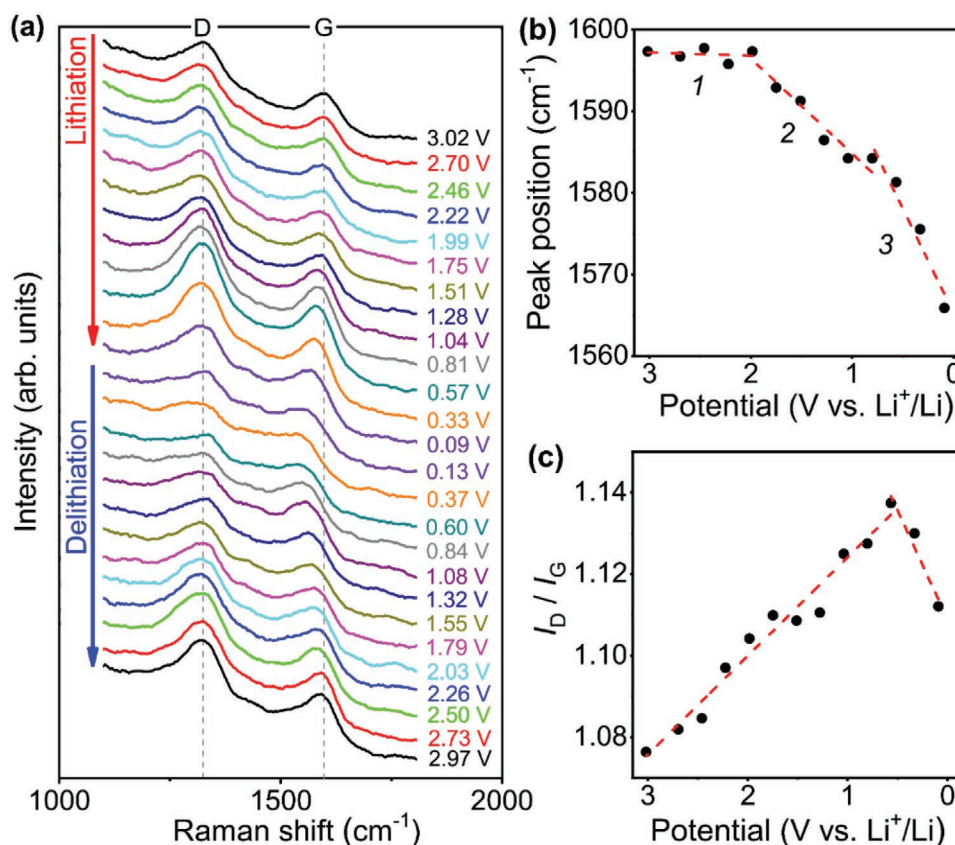 (a)
D
G
Lithiation
Delithiation
3.02 V
2.70 V
2.46 V
2.22 V
1.99 V
1.75 V
1.51 V
1.28 V
1.04 V
0.81 V
0.57 V
0.33 V
0.09 V
0.13 V
0.37 V
0.60 V
0.84 V
1.08 V
1.32 V
1.55 V
1.79 V
2.03 V
2.26 V
2.50 V
2.73 V
2.97 V
Intensity (arb. units)
1000 1500 2000
Raman shift (cm⁻¹)
(b)
1600
1590
1580
1570
1560
Peak position (cm⁻¹)
1
2
3
3 2 1 0
Potential (V vs. Li⁺/Li)
(c)
1.14
1.12
1.10
1.08
I_D / I_G
3 2 1 0
Potential (V vs. Li⁺/Li)